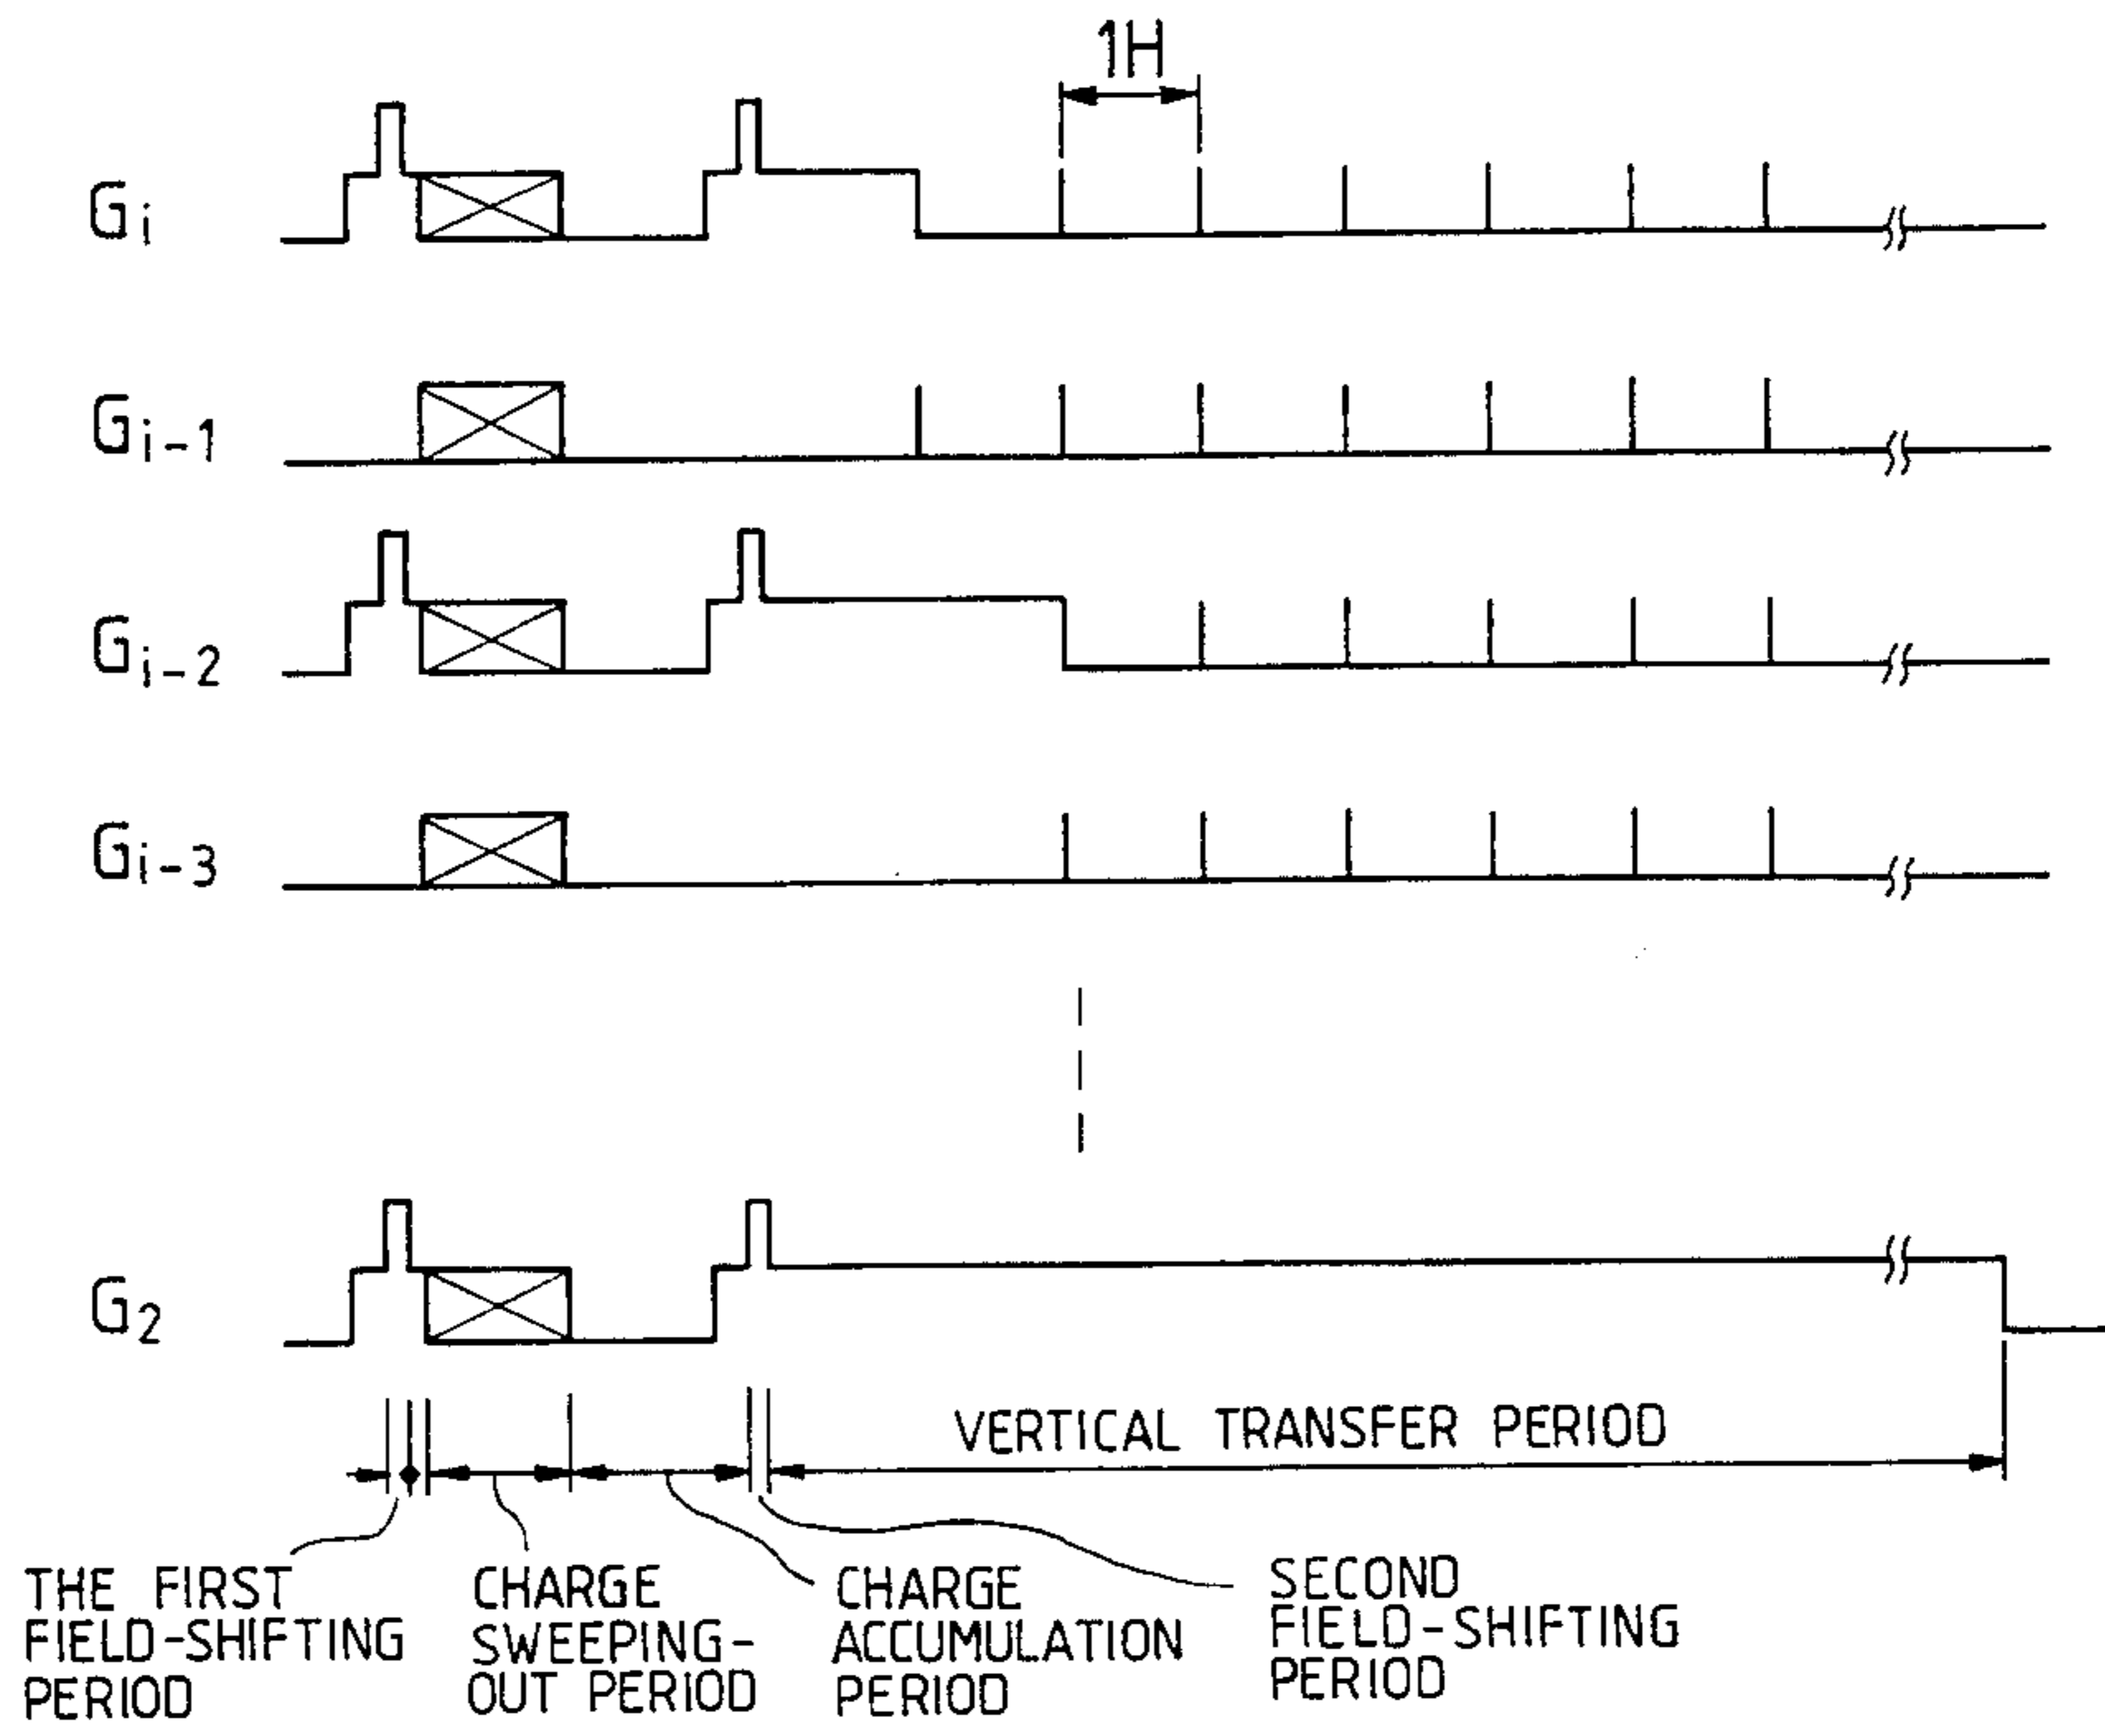 1H
Gi
Gi-1
Gi-2
Gi-3
G2
VERTICAL TRANSFER PERIOD
THE FIRST
FIELD-SHIFTING
PERIOD
CHARGE
SWEEPING-
OUT PERIOD
CHARGE
ACCUMULATION
PERIOD
SECOND
FIELD-SHIFTING
PERIOD